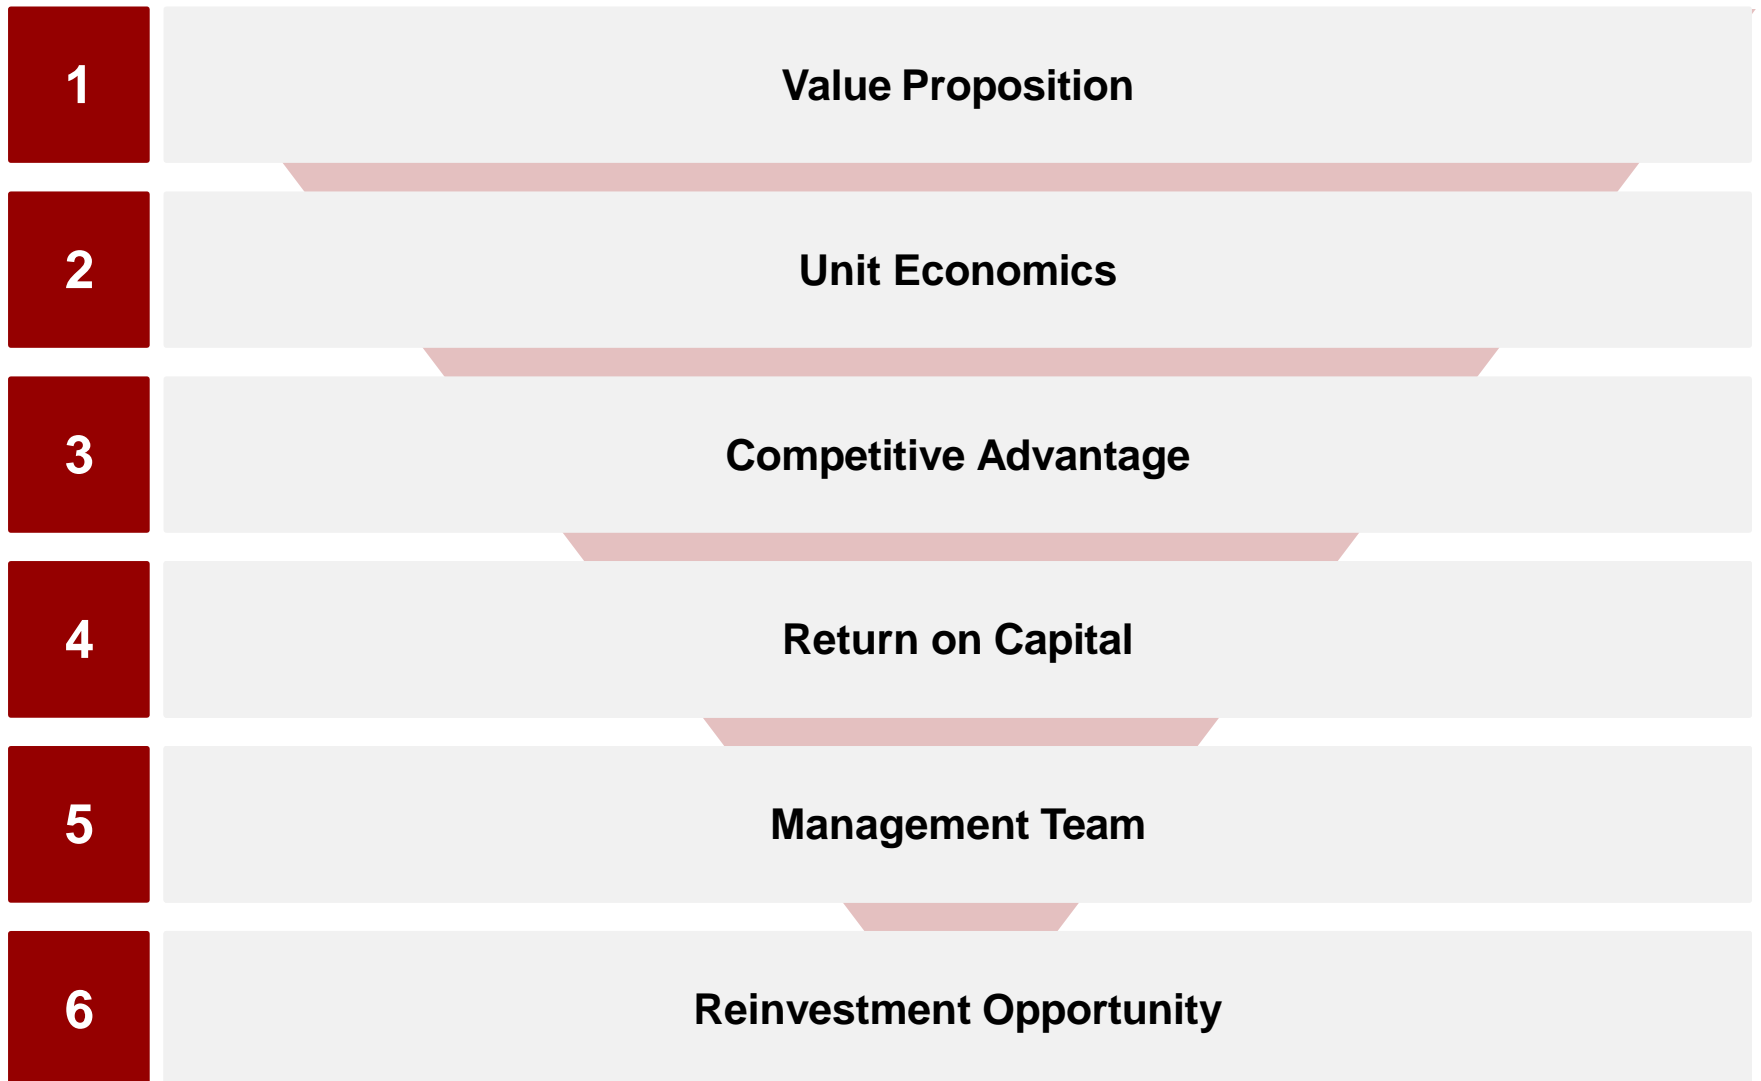 1 Value Proposition
2 Unit Economics
3 Competitive Advantage
4 Return on Capital
5 Management Team
6 Reinvestment Opportunity